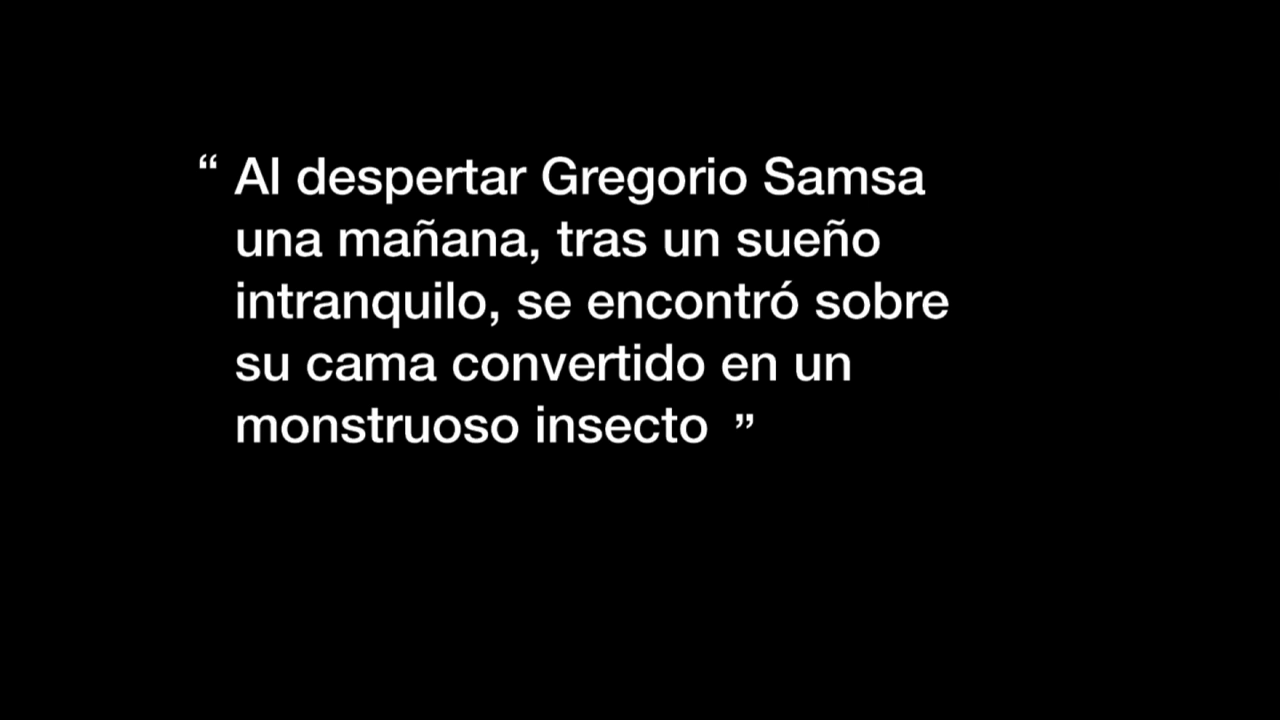 “ Al despertar Gregorio Samsa
una mañana, tras un sueño
intranquilo, se encontró sobre
su cama convertido en un
monstruoso insecto ”